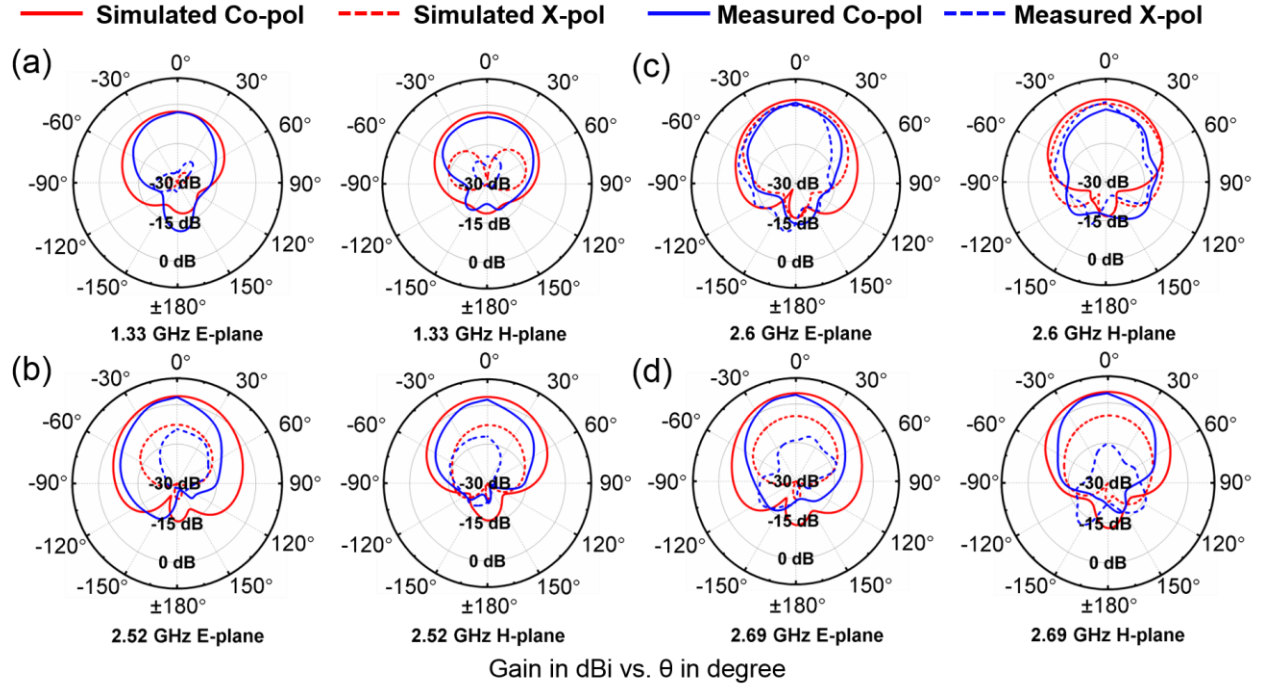 Simulated Co-pol Simulated X-pol Measured Co-pol Measured X-pol
(a)
0°
-30° 30°
-60° 60°
-90° 90°
-120° 120°
-150° 150°
±180°
-30 dB
-15 dB
0 dB
1.33 GHz E-plane
0°
-30° 30°
-60° 60°
-90° 90°
-120° 120°
-150° 150°
±180°
-30 dB
-15 dB
0 dB
1.33 GHz H-plane
(c)
0°
-30° 30°
-60° 60°
-90° 90°
-120° 120°
-150° 150°
±180°
-30 dB
-15 dB
0 dB
2.6 GHz E-plane
0°
-30° 30°
-60° 60°
-90° 90°
-120° 120°
-150° 150°
±180°
-30 dB
-15 dB
0 dB
2.6 GHz H-plane
(b)
0°
-30° 30°
-60° 60°
-90° 90°
-120° 120°
-150° 150°
±180°
-30 dB
-15 dB
0 dB
2.52 GHz E-plane
0°
-30° 30°
-60° 60°
-90° 90°
-120° 120°
-150° 150°
±180°
-30 dB
-15 dB
0 dB
2.52 GHz H-plane
(d)
0°
-30° 30°
-60° 60°
-90° 90°
-120° 120°
-150° 150°
±180°
-30 dB
-15 dB
0 dB
2.69 GHz E-plane
0°
-30° 30°
-60° 60°
-90° 90°
-120° 120°
-150° 150°
±180°
-30 dB
-15 dB
0 dB
2.69 GHz H-plane
Gain in dBi vs. θ in degree